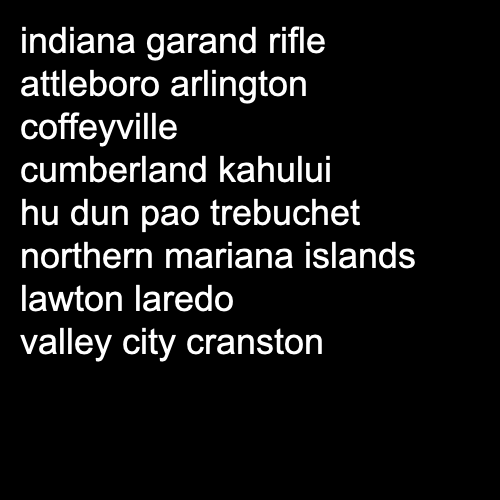 indiana garand rifle
attleboro arlington
coffeyville
cumberland kahului
hu dun pao trebuchet
northern mariana islands
lawton laredo
valley city cranston